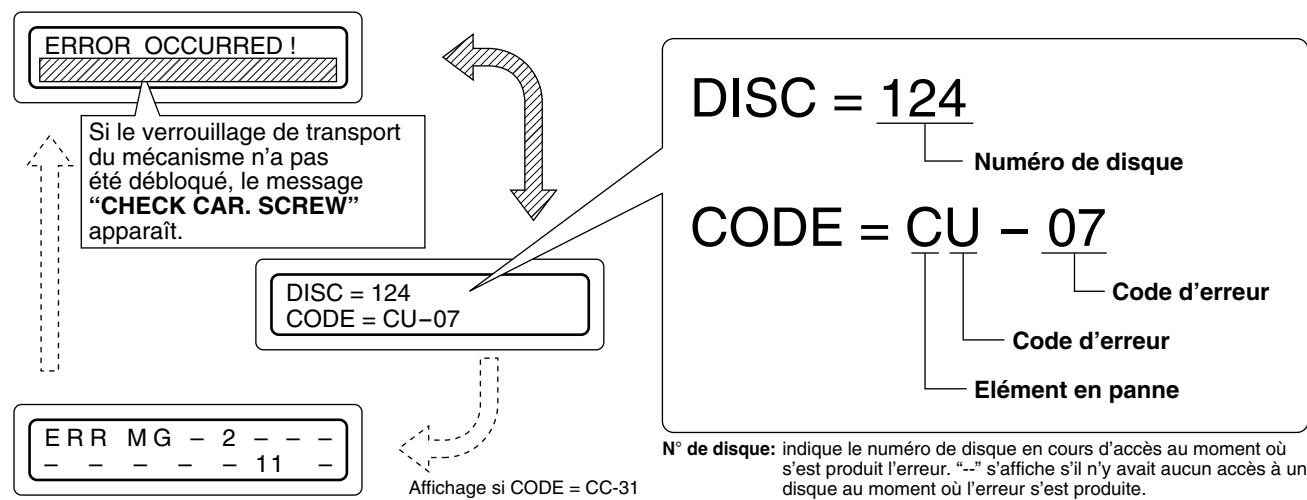 ERROR OCCURRED !
Si le verrouillage de transport
du mécanisme n'a pas
été débloqué, le message
“CHECK CAR. SCREW”
apparaît.
DISC = 124
CODE = CU–07
ERR MG – 2 – – –
– – – – – 11 –
Affichage si CODE = CC-31
DISC = 124
Numéro de disque
CODE = CU – 07
Code d'erreur
Code d'erreur
Elément en panne
N° de disque: indique le numéro de disque en cours d'accès au moment où
s'est produit l'erreur. “--” s'affiche s'il n'y avait aucun accès à un
disque au moment où l'erreur s'est produite.